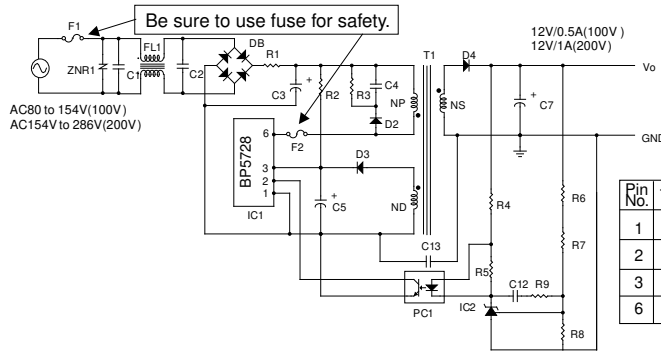 Be sure to use fuse for safety.
F1
FL1
DB
R1
T1
D4
12V/0.5A(100V)
12V/1A(200V)
ZNR1
C1
C2
C3
+
R2
R3
C4
NP
NS
+
C7
Vo
D2
AC80 to 154V(100V)
AC154V to 286V(200V)
6
F2
GND
BP5728
3
2
1
IC1
D3
+
C5
ND
R4
R6
R7
Pin
No.
1
2
3
6
C13
R5
C12
R9
PC1
IC2
R8